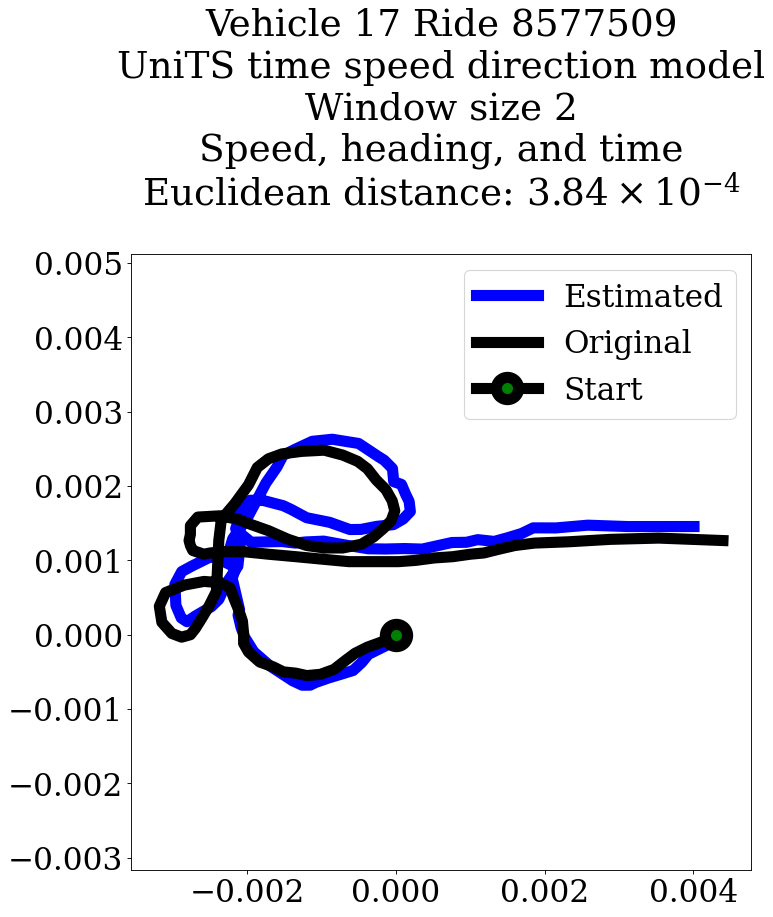 Vehicle 17 Ride 8577509
UniTS time speed direction model
Window size 2
Speed, heading, and time
Euclidean distance: 3.84 × 10⁻⁴
Estimated
Original
Start
0.005
0.004
0.003
0.002
0.001
0.000
−0.001
−0.002
−0.003
−0.002 0.000 0.002 0.004